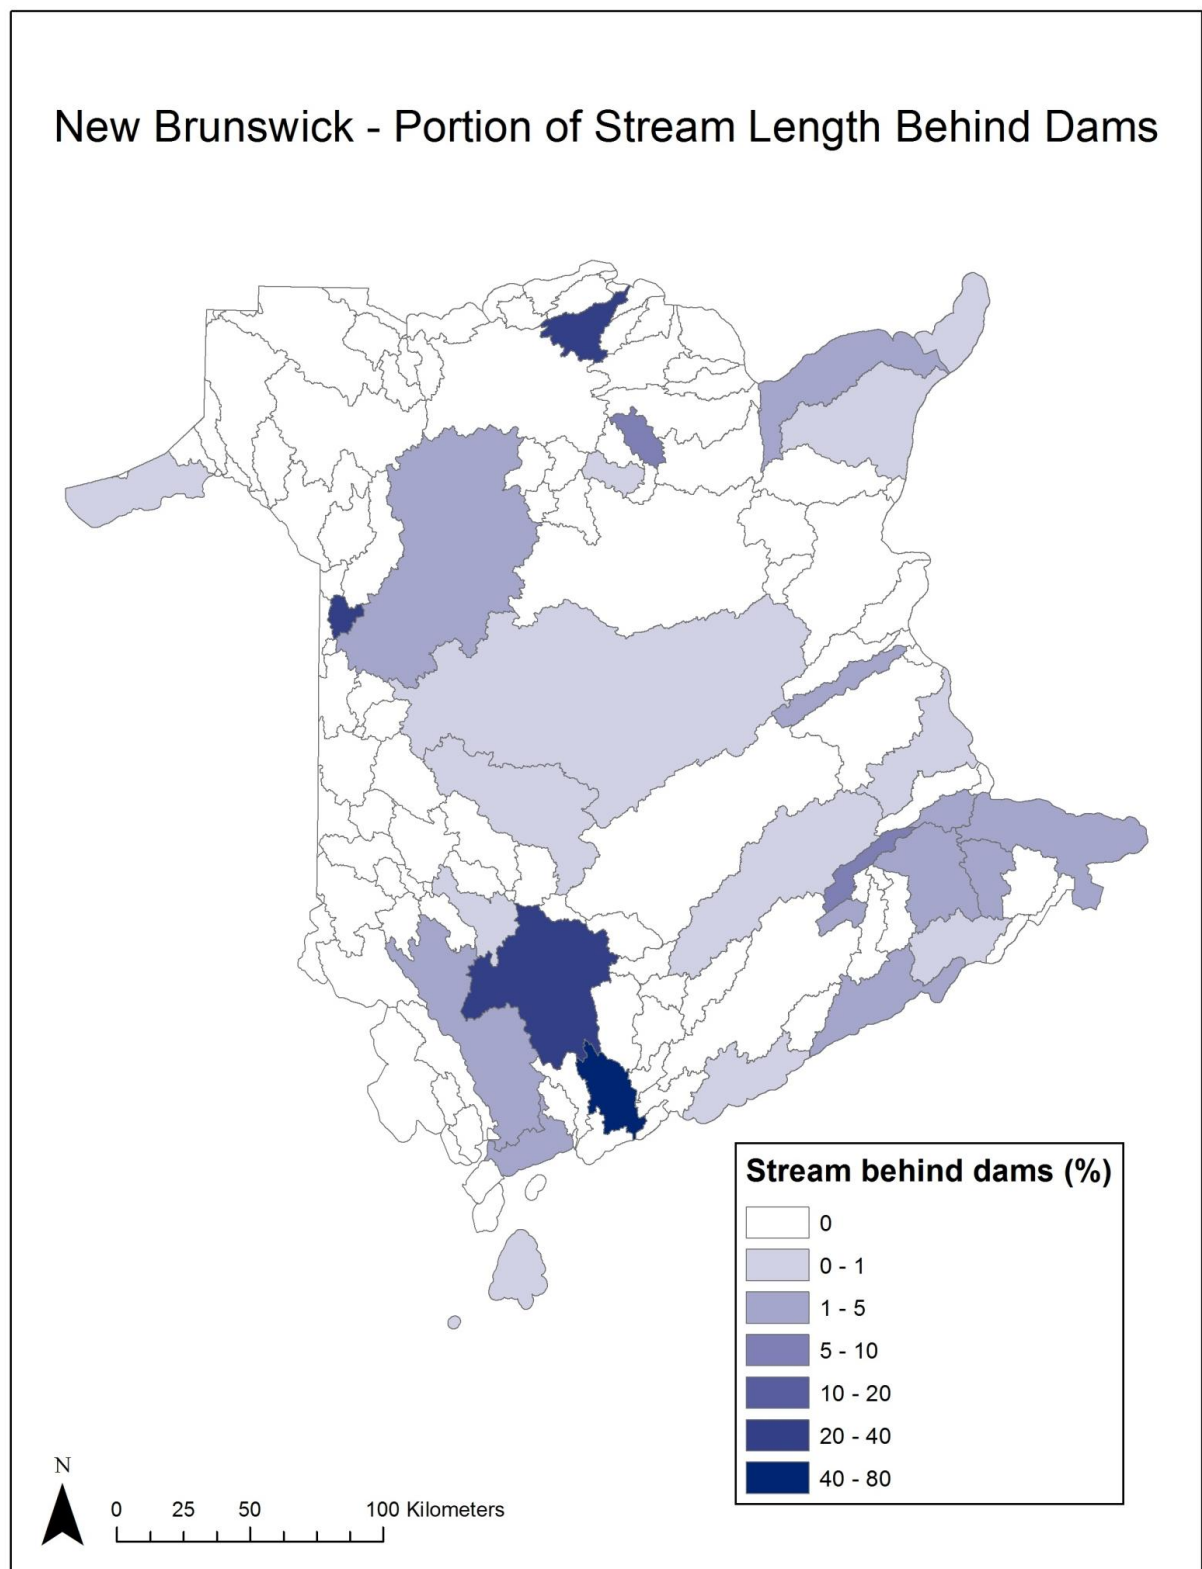 New Brunswick - Portion of Stream Length Behind Dams
Stream behind dams (%)
0
0 - 1
1 - 5
5 - 10
10 - 20
20 - 40
40 - 80
N
0 25 50 100 Kilometers